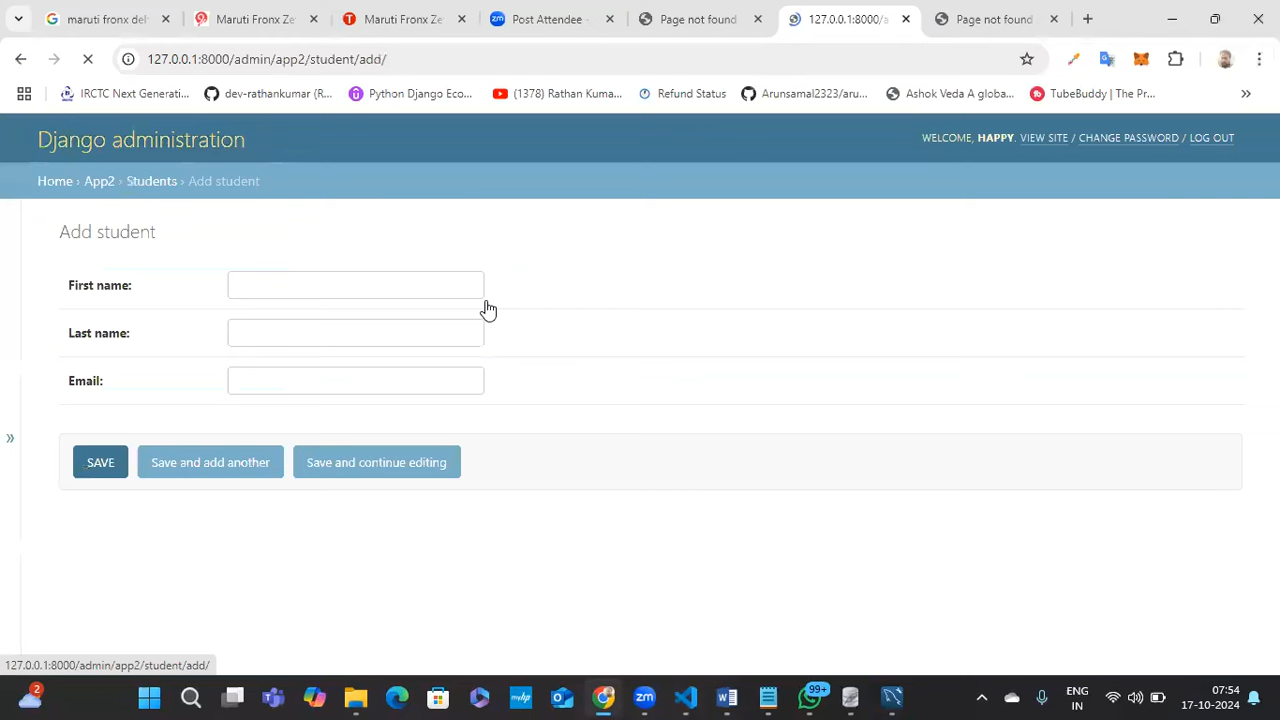 maruti fronx del
Maruti Fronx Ze
Maruti Fronx Ze
Post Attendee -
Page not found
127.0.0.1:8000/a
Page not found
127.0.0.1:8000/admin/app2/student/add/
IRCTC Next Generati...
dev-rathankumar (R...
Python Django Eco...
(1378) Rathan Kuma...
Refund Status
Arunsamal2323/aru...
Ashok Veda A globa...
TubeBuddy | The Pr...
Django administration
WELCOME, HAPPY. VIEW SITE / CHANGE PASSWORD / LOG OUT
Home › App2 › Students › Add student
Add student
First name:
Last name:
Email:
»
SAVE
Save and add another
Save and continue editing
127.0.0.1:8000/admin/app2/student/add/
2
myhp
zm
99+
ENG
IN
07:54
17-10-2024